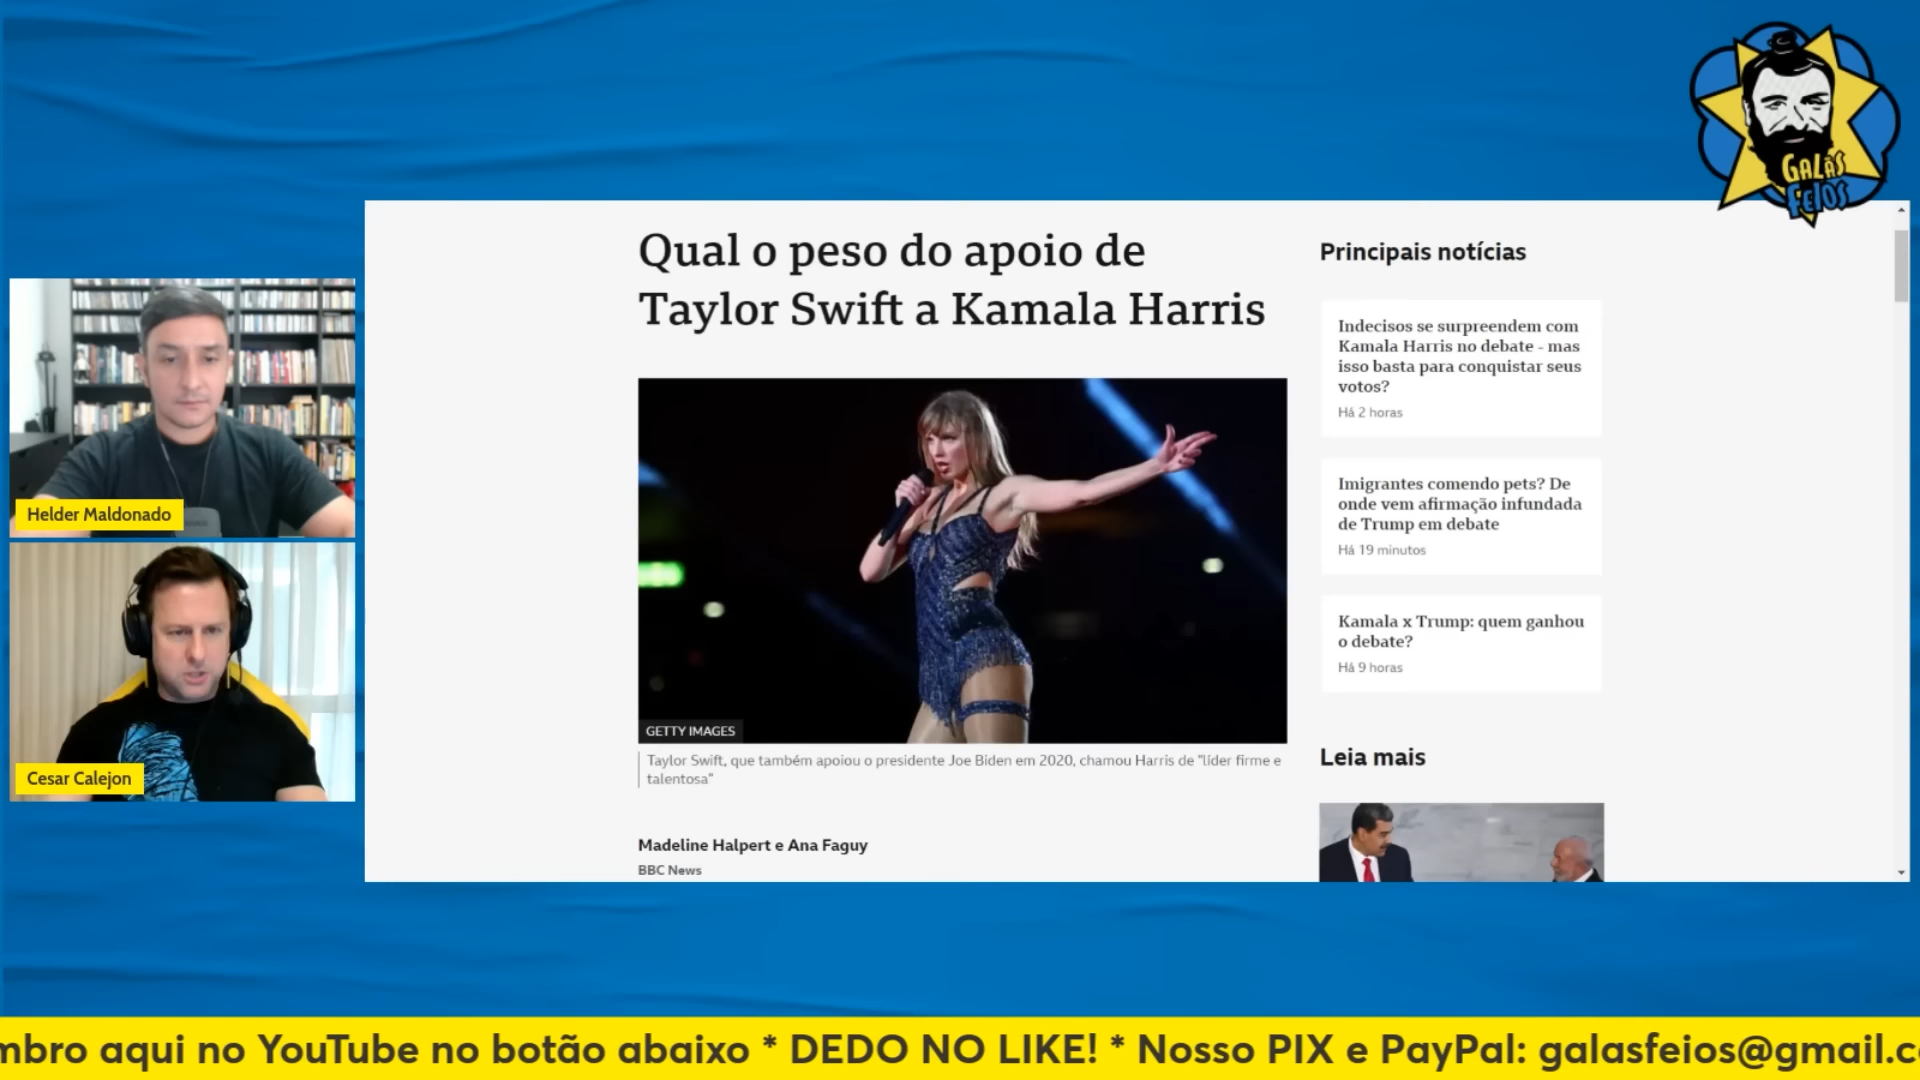 GALÃS
FEIOS
Qual o peso do apoio de
Taylor Swift a Kamala Harris
GETTY IMAGES
Taylor Swift, que também apoiou o presidente Joe Biden em 2020, chamou Harris de "líder firme e
talentosa"
Madeline Halpert e Ana Faguy
BBC News
Principais notícias
Indecisos se surpreendem com
Kamala Harris no debate - mas
isso basta para conquistar seus
votos?
Há 2 horas
Imigrantes comendo pets? De
onde vem afirmação infundada
de Trump em debate
Há 19 minutos
Kamala x Trump: quem ganhou
o debate?
Há 9 horas
Leia mais
Helder Maldonado
Cesar Calejon
mbro aqui no YouTube no botão abaixo * DEDO NO LIKE! * Nosso PIX e PayPal: galasfeios@gmail.c